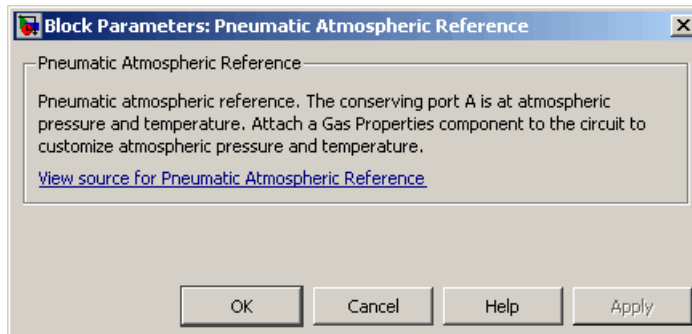 Block Parameters: Pneumatic Atmospheric Reference
Pneumatic Atmospheric Reference
Pneumatic atmospheric reference. The conserving port A is at atmospheric
pressure and temperature. Attach a Gas Properties component to the circuit to
customize atmospheric pressure and temperature.
View source for Pneumatic Atmospheric Reference
OK Cancel Help Apply